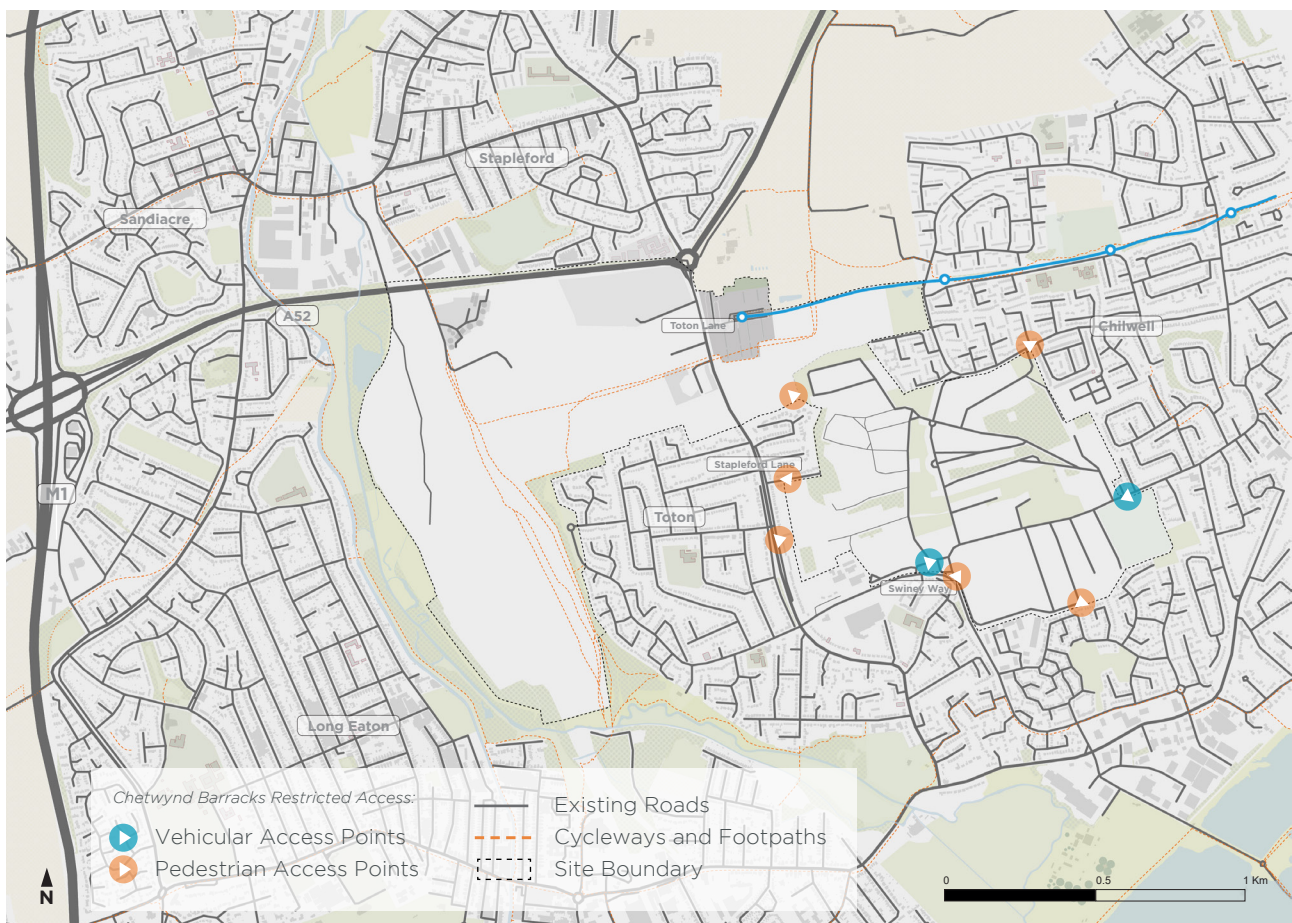 Stapleford
Sandiacre
A52
Toton Lane
Chilwell
Stapleford Lane
M1
Toton
Swiney Way
Long Eaton
Chetwynd Barracks Restricted Access:
Vehicular Access Points
Pedestrian Access Points
Existing Roads
Cycleways and Footpaths
Site Boundary
N
0 0.5 1 Km